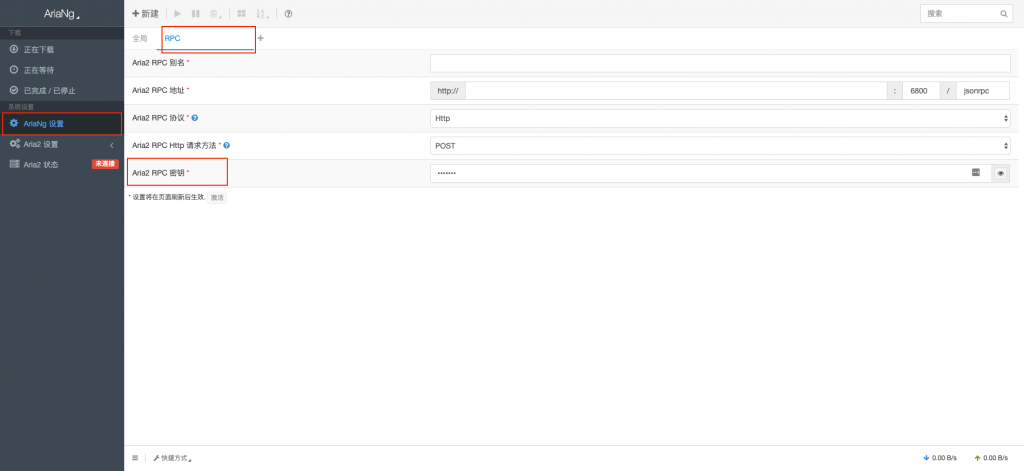 AriaNg
新建
搜索
下载
正在下载
正在等待
已完成 / 已停止
系统设置
AriaNg 设置
Aria2 设置
Aria2 状态
未连接
全局
RPC
Aria2 RPC 别名 *
Aria2 RPC 地址 *
http://
:
6800
/
jsonrpc
Aria2 RPC 协议 *
Http
Aria2 RPC Http 请求方法 *
POST
Aria2 RPC 密钥 *
•••••••
* 设置将在页面刷新后生效.
激活
快捷方式
0.00 B/s
0.00 B/s